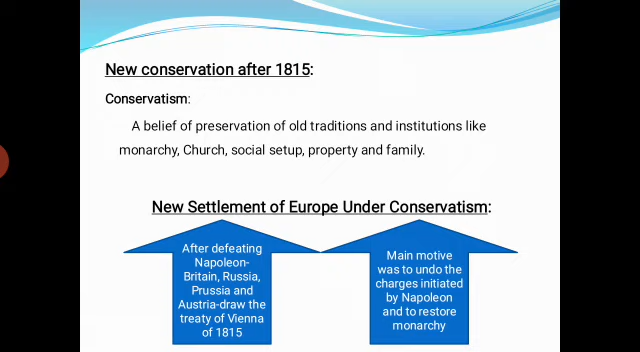 New conservation after 1815:
Conservatism:
A belief of preservation of old traditions and institutions like
monarchy, Church, social setup, property and family.
New Settlement of Europe Under Conservatism:
After defeating
Napoleon-
Britain, Russia,
Prussia and
Austria-draw the
treaty of Vienna
of 1815
Main motive
was to undo the
charges initiated
by Napoleon
and to restore
monarchy